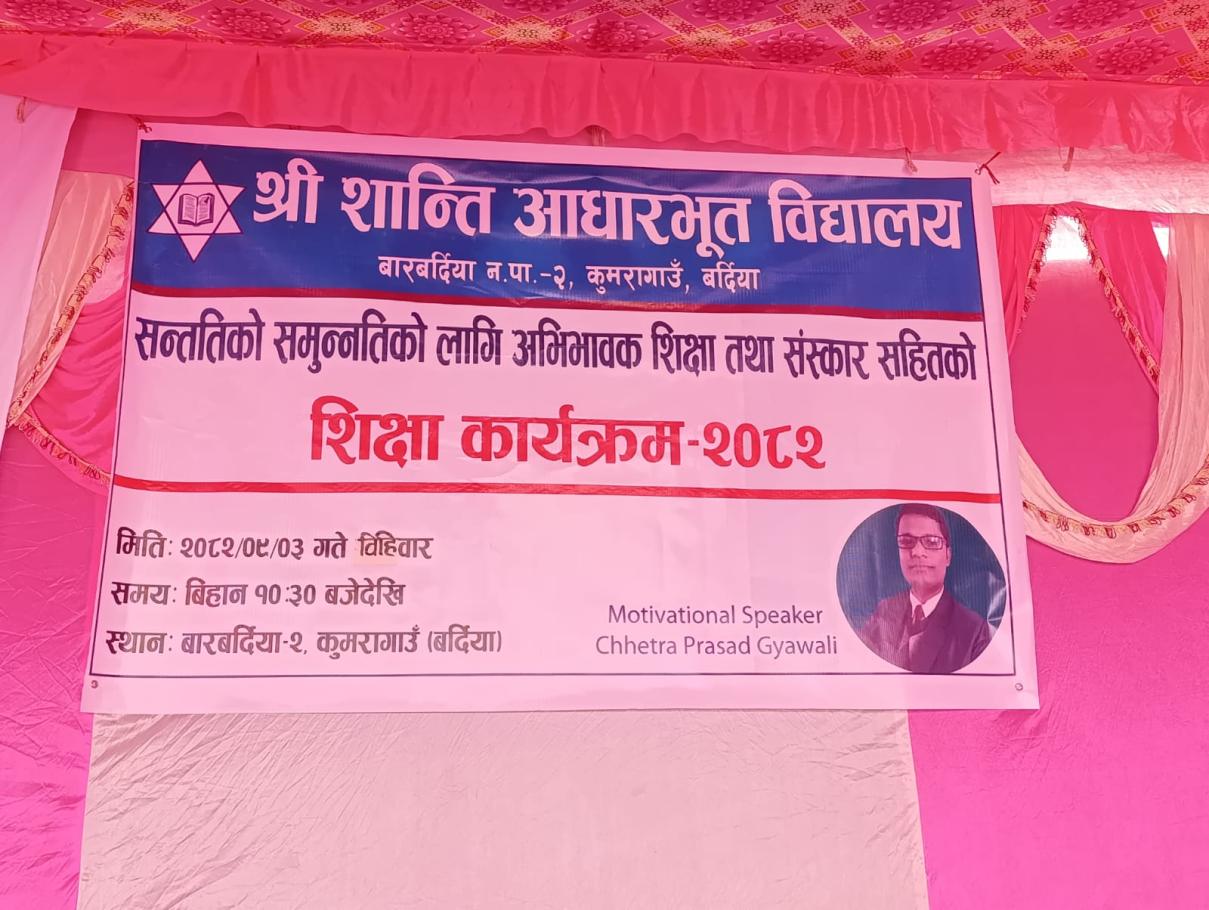 श्री शान्ति आधारभूत विद्यालय
बारबर्दिया न.पा.-२, कुमरागाउँ, बर्दिया
सन्ततिको समुन्नतिको लागि अभिभावक शिक्षा तथा संस्कार सहितको
शिक्षा कार्यक्रम-२०८२
मिति: २०८२/०९/०३ गते विहिवार
समय: बिहान १०:३० बजेदेखि
स्थान: बारबर्दिया-२, कुमरागाउँ (बर्दिया)
Motivational Speaker
Chhetra Prasad Gyawali